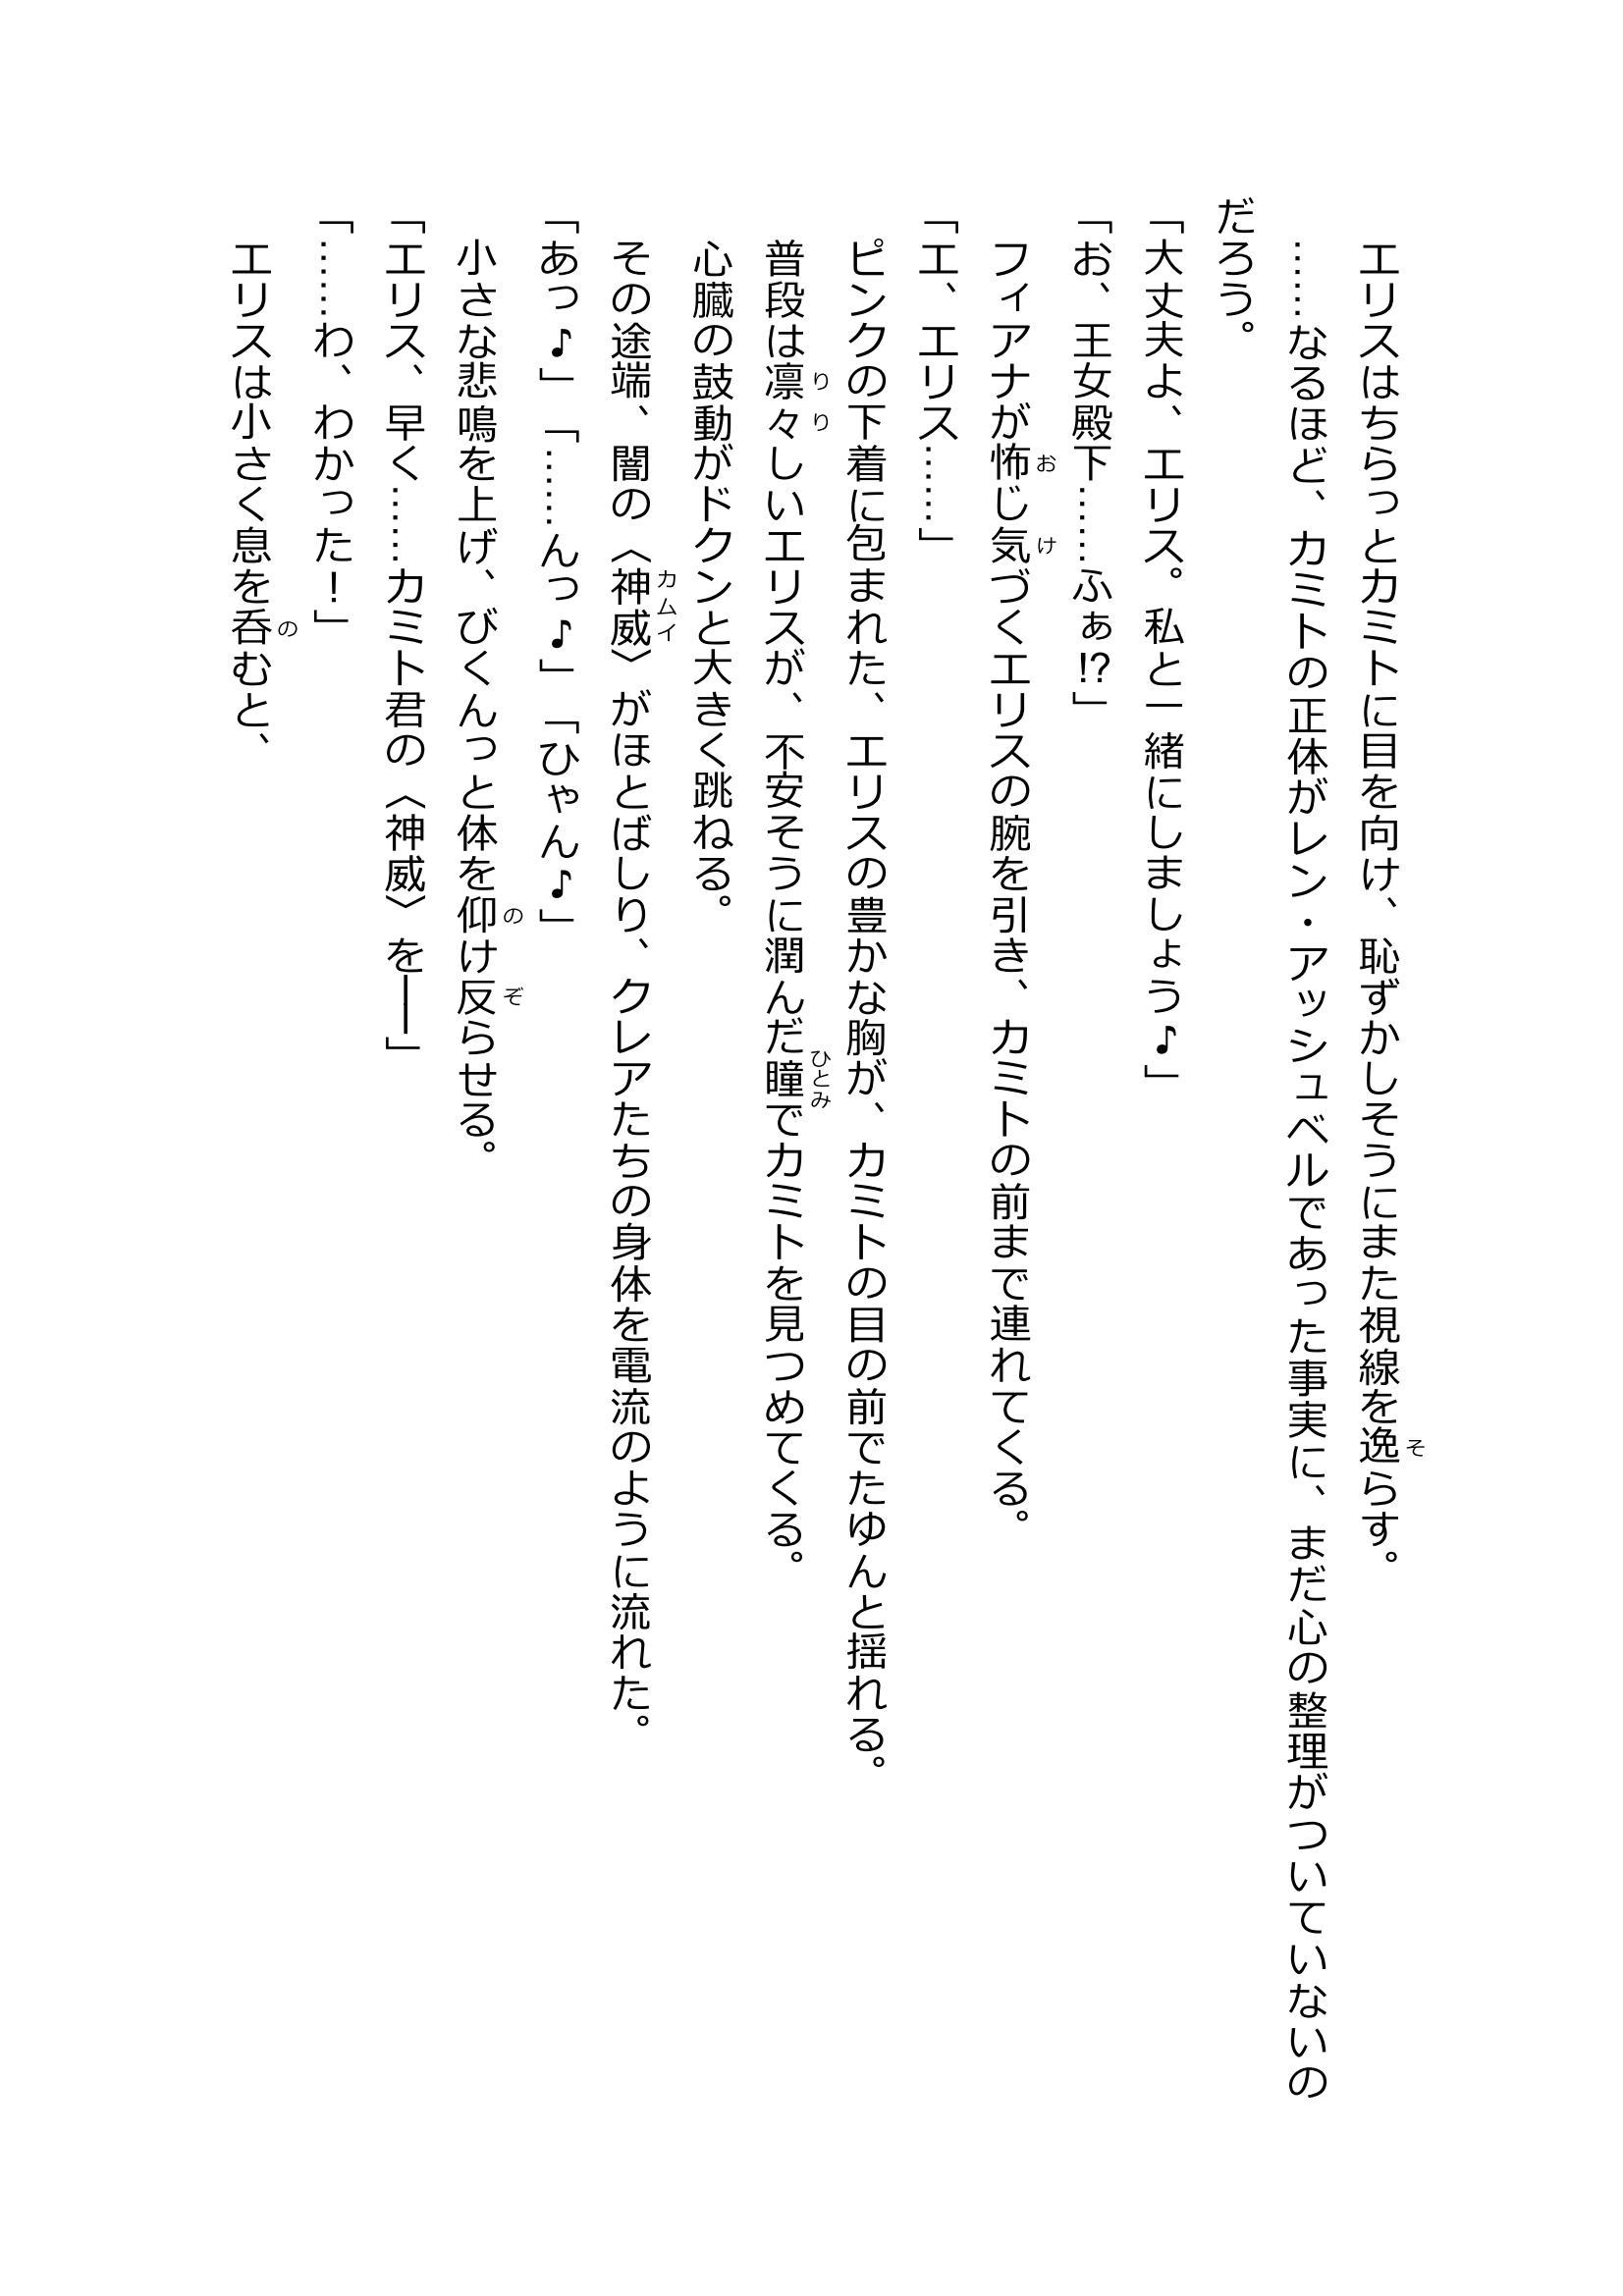 エリスはちらっとカミトに目を向け、恥ずかしそうにまた視線を逸らす。
……なるほど、カミトの正体がレン・アッシュベルであった事実に、まだ心の整理がついていないの
だろう。
「大丈夫よ、エリス。私と一緒にしましょう♪」
「お、王女殿下……ふぁ!?」
フィアナが怖じ気づくエリスの腕を引き、カミトの前まで連れてくる。
「エ、エリス……」
ピンクの下着に包まれた、エリスの豊かな胸が、カミトの目の前でたゆんと揺れる。
普段は凛々しいエリスが、不安そうに潤んだ瞳でカミトを見つめてくる。
心臓の鼓動がドクンと大きく跳ねる。
その途端、闇の〈神威〉がほとばしり、クレアたちの身体を電流のように流れた。
「あっ♪」「……んっ♪」「ひゃん♪」
小さな悲鳴を上げ、びくんっと体を仰け反らせる。
「エリス、早く……カミト君の〈神威〉を――」
「……わ、わかった！」
エリスは小さく息を呑むと、